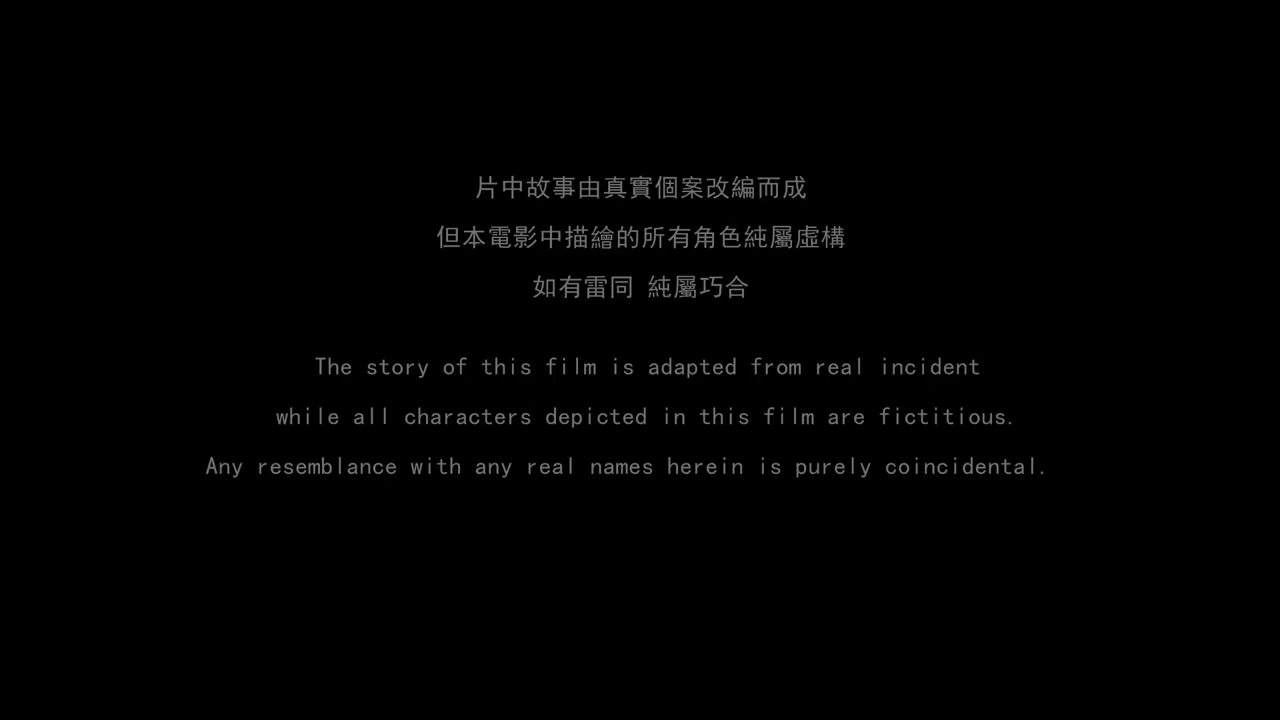 片中故事由真實個案改編而成
但本電影中描繪的所有角色純屬虛構
如有雷同 純屬巧合
The story of this film is adapted from real incident
while all characters depicted in this film are fictitious.
Any resemblance with any real names herein is purely coincidental.